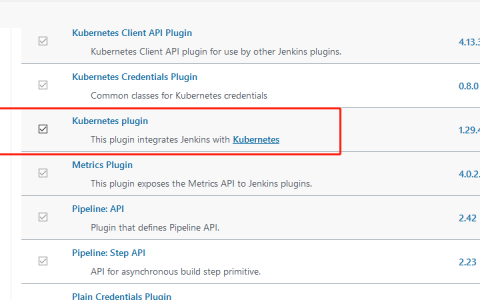 Kubernetes Client API Plugin
Kubernetes Client API plugin for use by other Jenkins plugins.
4.13.3
Kubernetes Credentials Plugin
Common classes for Kubernetes credentials
0.8.0
Kubernetes plugin
This plugin integrates Jenkins with Kubernetes
1.29.4
Metrics Plugin
This plugin exposes the Metrics API to Jenkins plugins.
4.0.2.
Pipeline: API
Plugin that defines Pipeline API.
2.42
Pipeline: Step API
API for asynchronous build step primitive.
2.23
Plain Credentials Plugin